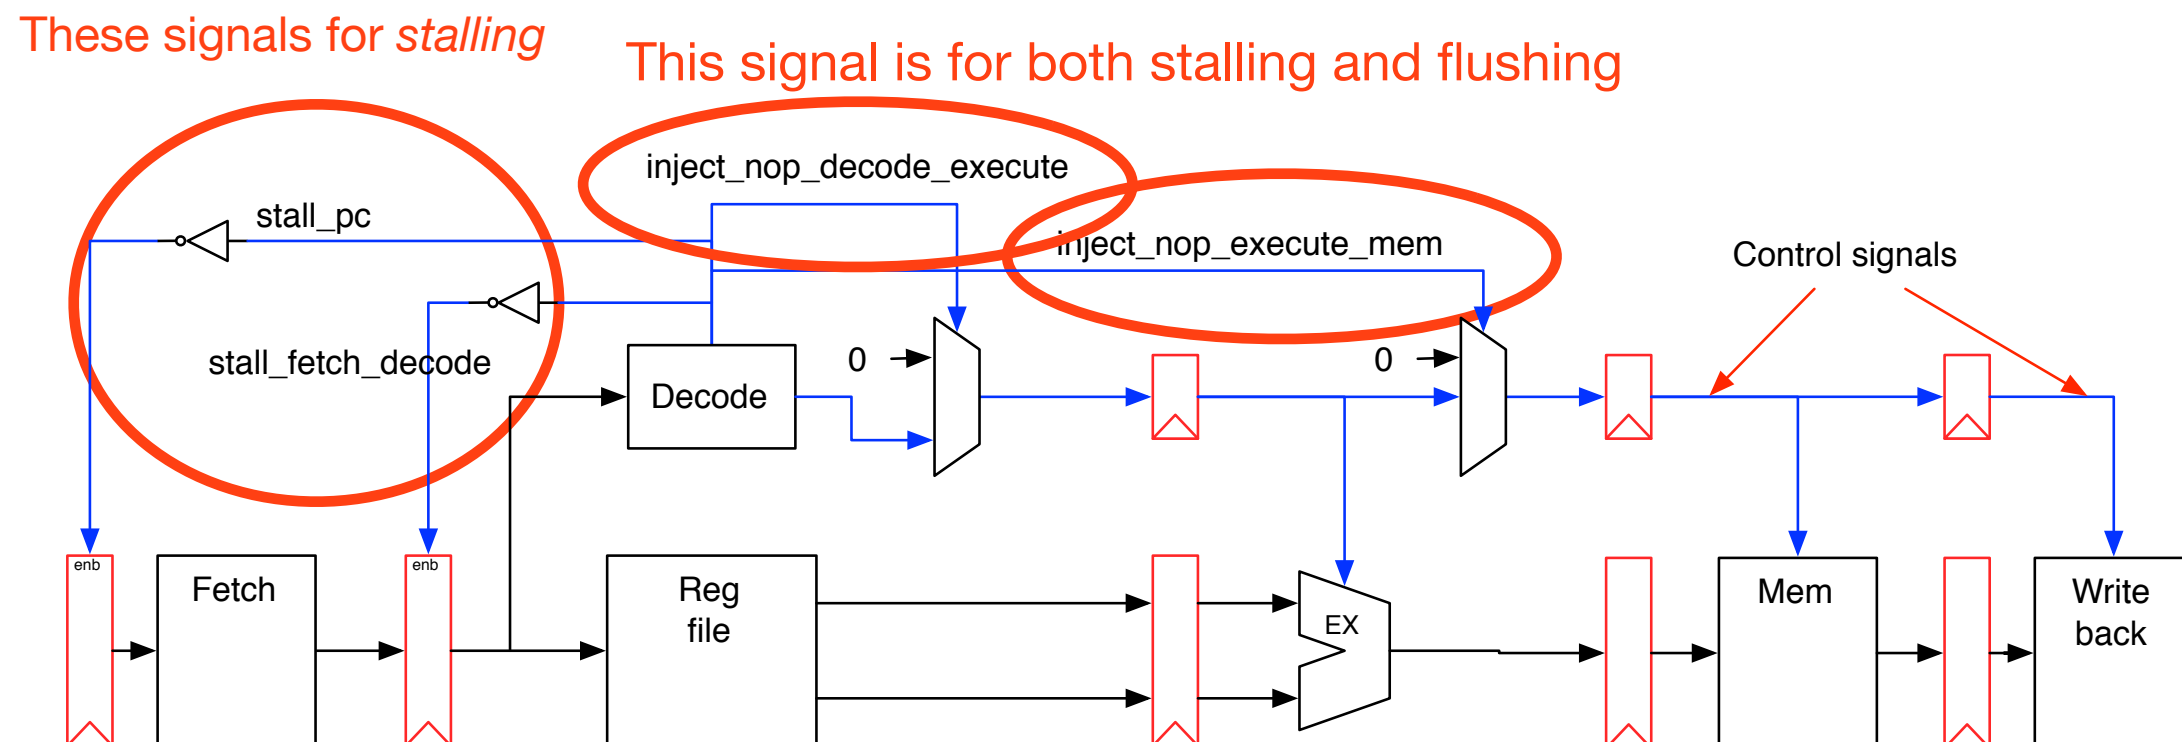 These signals for stalling
This signal is for both stalling and flushing
inject_nop_decode_execute
stall_pc
inject_nop_execute_mem
Control signals
stall_fetch_decode
0
0
Decode
enb
enb
Fetch
Reg
file
EX
Mem
Write
back